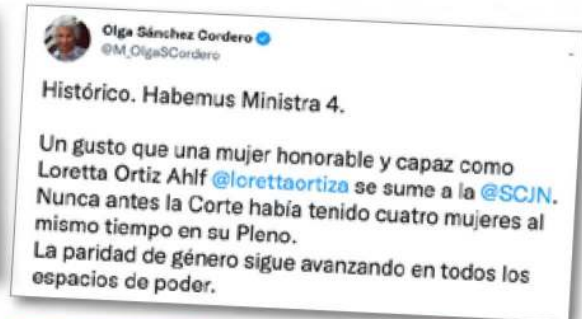 Olga Sánchez Cordero
@M_OlgaSCordero
Histórico. Habemus Ministra 4.
Un gusto que una mujer honorable y capaz como
Loretta Ortiz Ahlf @lorettaortiza se sume a la @SCJN.
Nunca antes la Corte había tenido cuatro mujeres al
mismo tiempo en su Pleno.
La paridad de género sigue avanzando en todos los
espacios de poder.